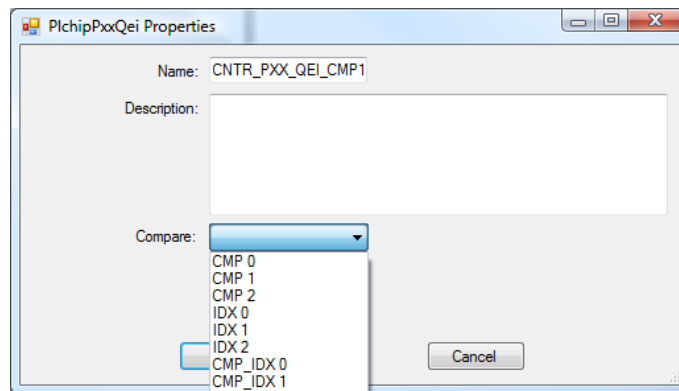 PlchipPxxQei Properties
Name: CNTR_PXX_QEI_CMP1
Description:
Compare:
CMP 0
CMP 1
CMP 2
IDX 0
IDX 1
IDX 2
CMP_IDX 0
CMP_IDX 1
Cancel